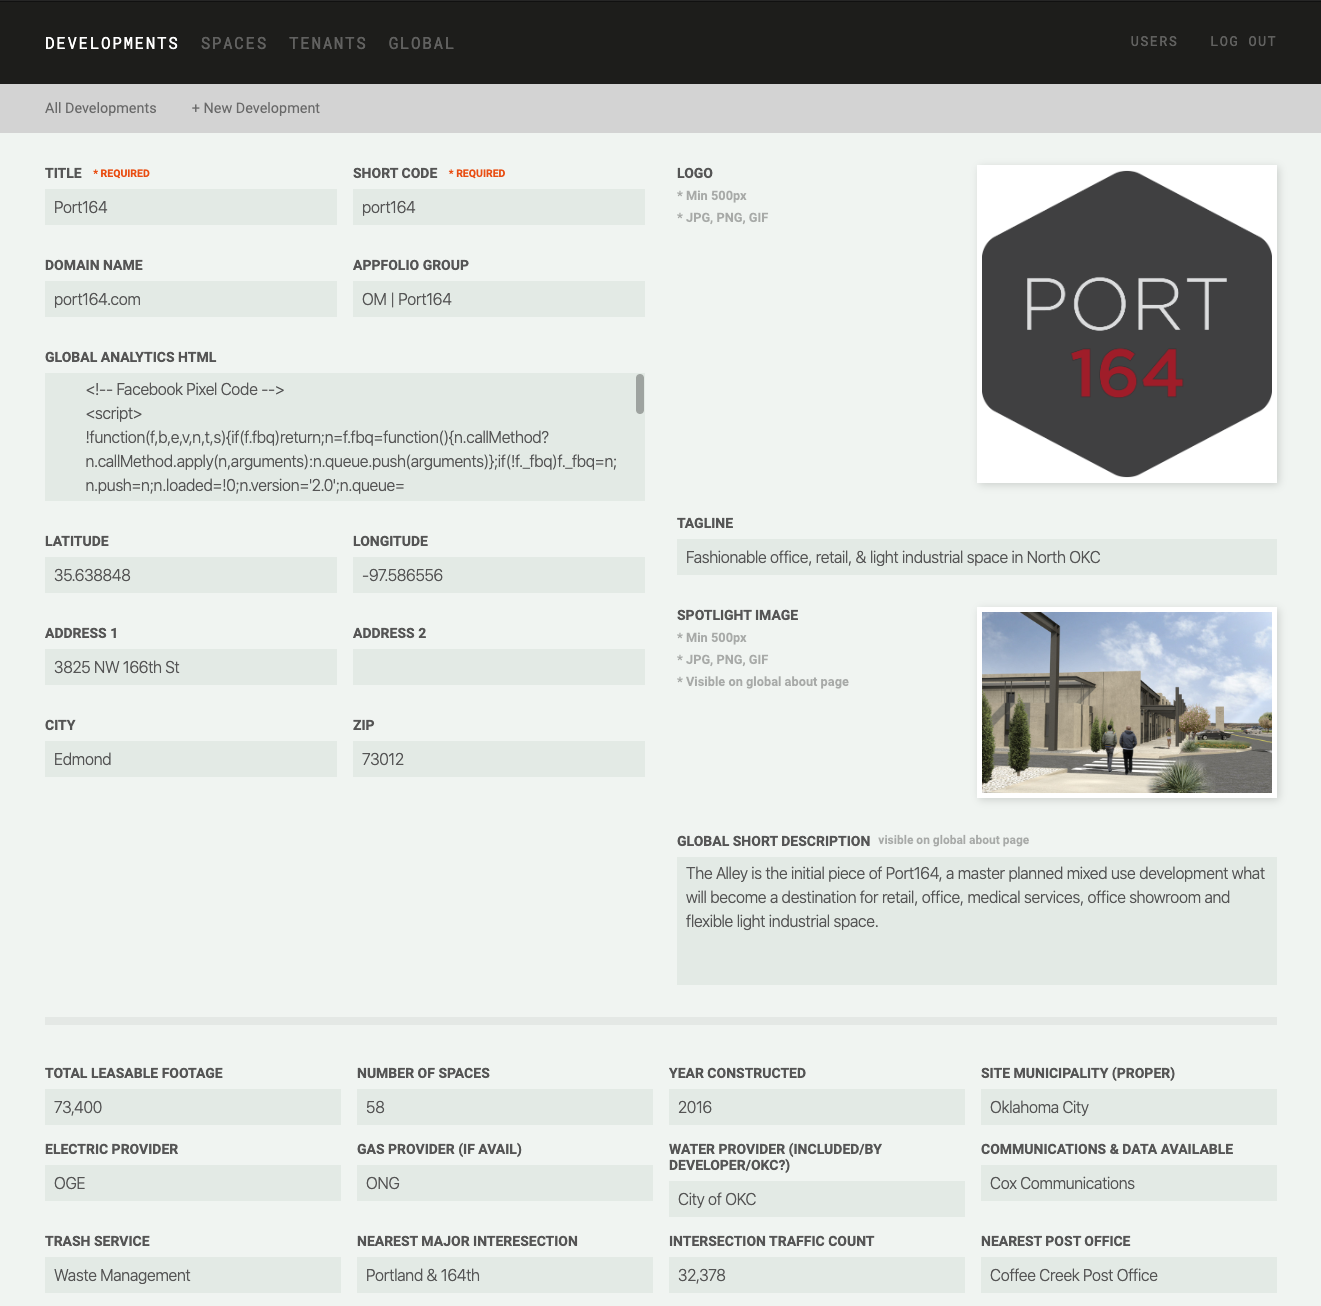 DEVELOPMENTS SPACES TENANTS GLOBAL USERS LOG OUT
All Developments + New Development
TITLE * REQUIRED
Port164
SHORT CODE * REQUIRED
port164
DOMAIN NAME
port164.com
APPFOLIO GROUP
OM | Port164
GLOBAL ANALYTICS HTML
<!-- Facebook Pixel Code -->
<script>
!function(f,b,e,v,n,t,s){if(f.fbq)return;n=f.fbq=function(){n.callMethod?
n.callMethod.apply(n,arguments):n.queue.push(arguments)};if(!f._fbq)f._fbq=n;
n.push=n;n.loaded=!0;n.version='2.0';n.queue=
LATITUDE
35.638848
LONGITUDE
-97.586556
ADDRESS 1
3825 NW 166th St
ADDRESS 2
CITY
Edmond
ZIP
73012
LOGO
* Min 500px
* JPG, PNG, GIF
PORT
164
TAGLINE
Fashionable office, retail, & light industrial space in North OKC
SPOTLIGHT IMAGE
* Min 500px
* JPG, PNG, GIF
* Visible on global about page
GLOBAL SHORT DESCRIPTION visible on global about page
The Alley is the initial piece of Port164, a master planned mixed use development what
will become a destination for retail, office, medical services, office showroom and
flexible light industrial space.
TOTAL LEASABLE FOOTAGE
73,400
NUMBER OF SPACES
58
YEAR CONSTRUCTED
2016
SITE MUNICIPALITY (PROPER)
Oklahoma City
ELECTRIC PROVIDER
OGE
GAS PROVIDER (IF AVAIL)
ONG
WATER PROVIDER (INCLUDED/BY
DEVELOPER/OKC?)
City of OKC
COMMUNICATIONS & DATA AVAILABLE
Cox Communications
TRASH SERVICE
Waste Management
NEAREST MAJOR INTERESECTION
Portland & 164th
INTERSECTION TRAFFIC COUNT
32,378
NEAREST POST OFFICE
Coffee Creek Post Office